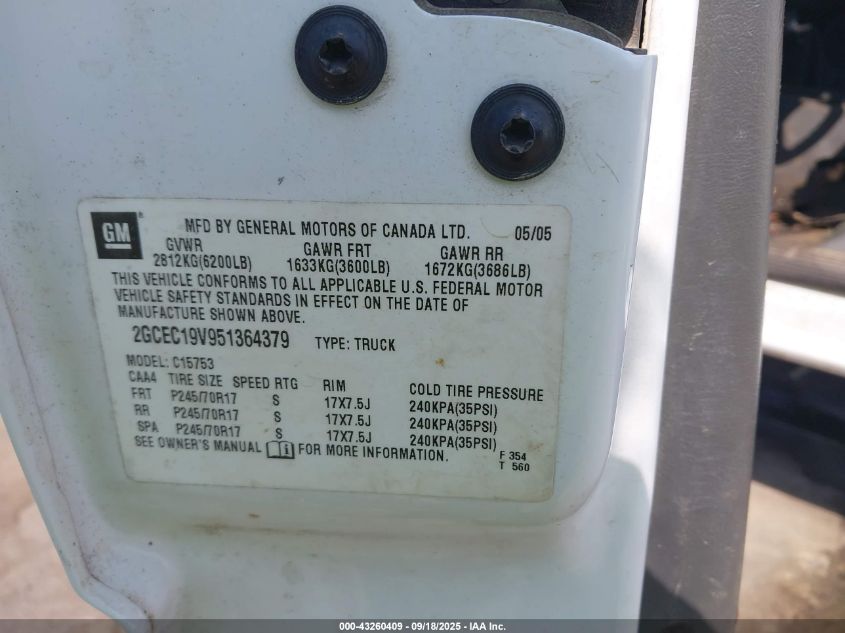 GM
MFD BY GENERAL MOTORS OF CANADA LTD. 05/05
GVWR GAWR FRT GAWR RR
2812KG(6200LB) 1633KG(3600LB) 1672KG(3686LB)
THIS VEHICLE CONFORMS TO ALL APPLICABLE U.S. FEDERAL MOTOR
VEHICLE SAFETY STANDARDS IN EFFECT ON THE DATE OF
MANUFACTURE SHOWN ABOVE.
2GCEC19V951364379 TYPE: TRUCK
MODEL: C15753
CAA4 TIRE SIZE SPEED RTG RIM COLD TIRE PRESSURE
FRT P245/70R17 S 17X7.5J 240KPA(35PSI)
RR P245/70R17 S 17X7.5J 240KPA(35PSI)
SPA P245/70R17 S 17X7.5J 240KPA(35PSI)
SEE OWNER'S MANUAL FOR MORE INFORMATION.
F 354
T 560
000-43260409 - 09/18/2025 - IAA Inc.